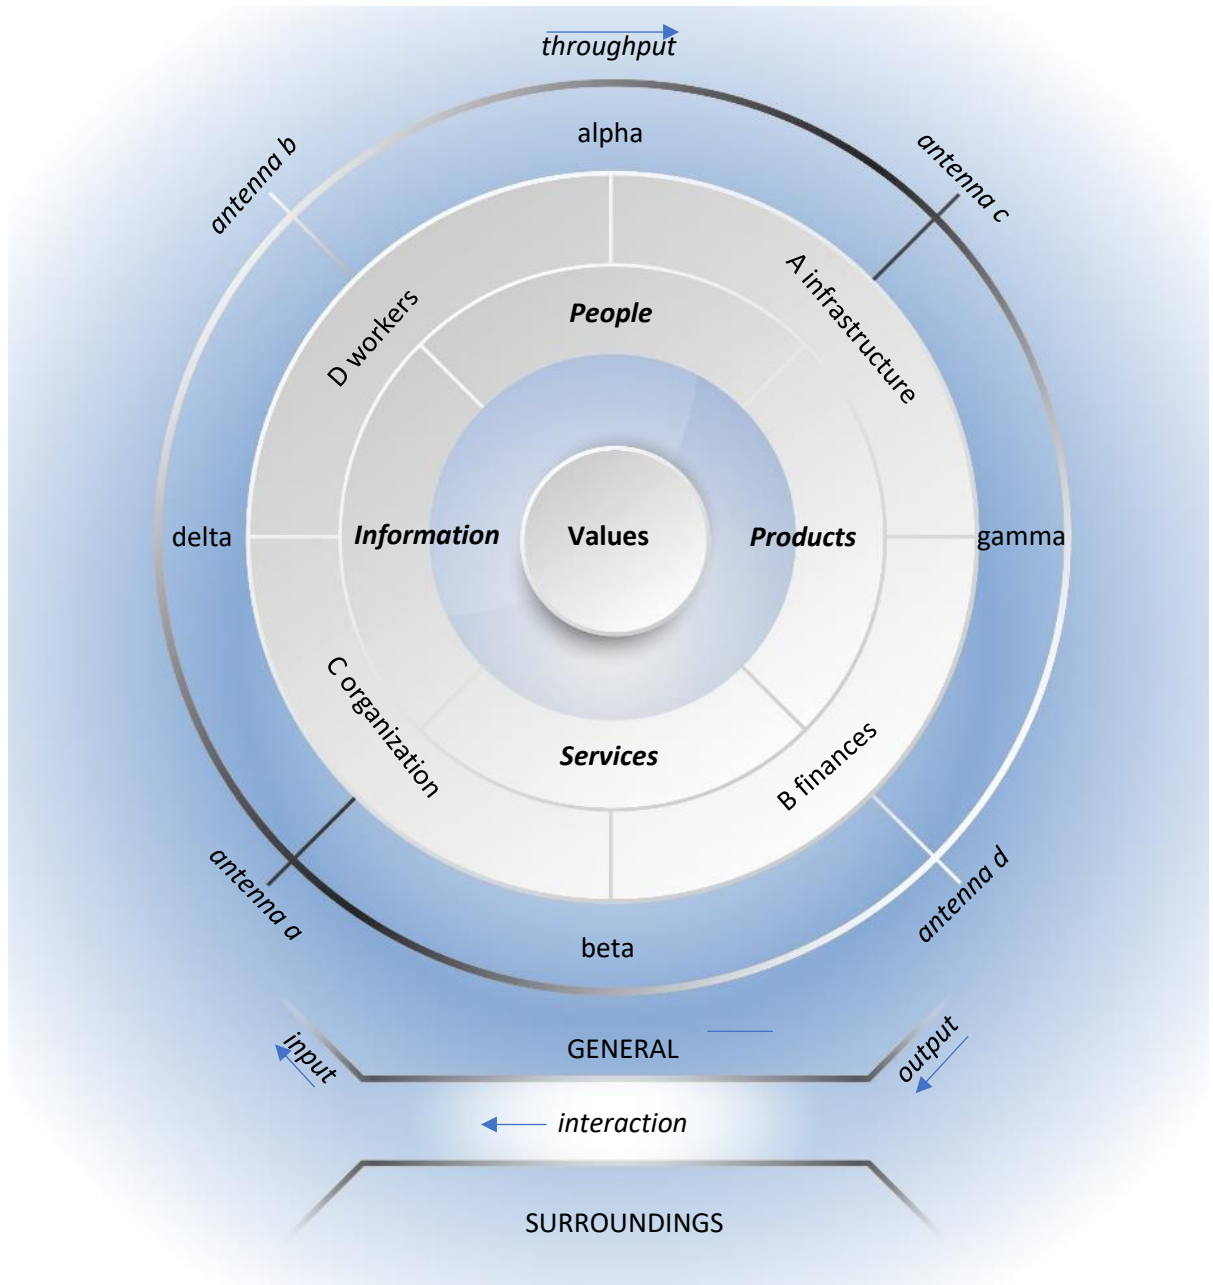 throughput
alpha
antenna b
antenna c
A infrastructure
D workers
People
delta
Information
Values
Products
gamma
C organization
Services
B finances
antenna a
antenna d
beta
input
GENERAL
output
interaction
SURROUNDINGS